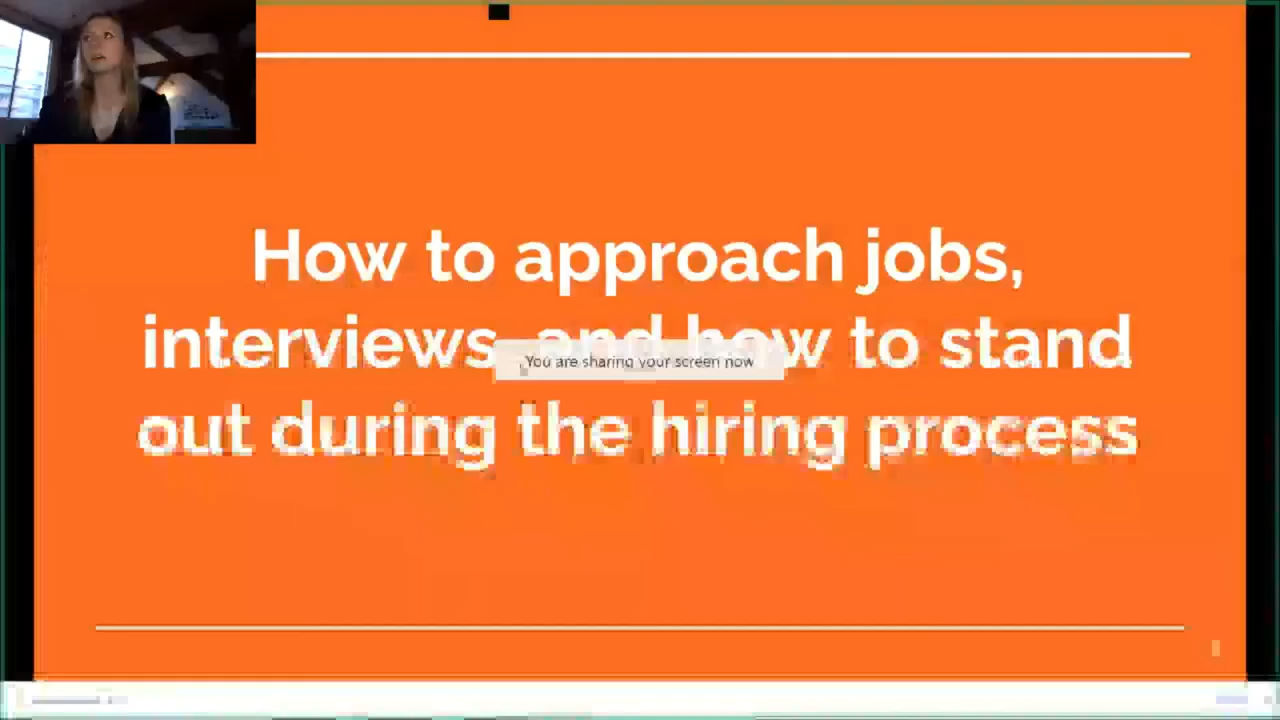 How to approach jobs,
interviews, and how to stand
You are sharing your screen now
out during the hiring process